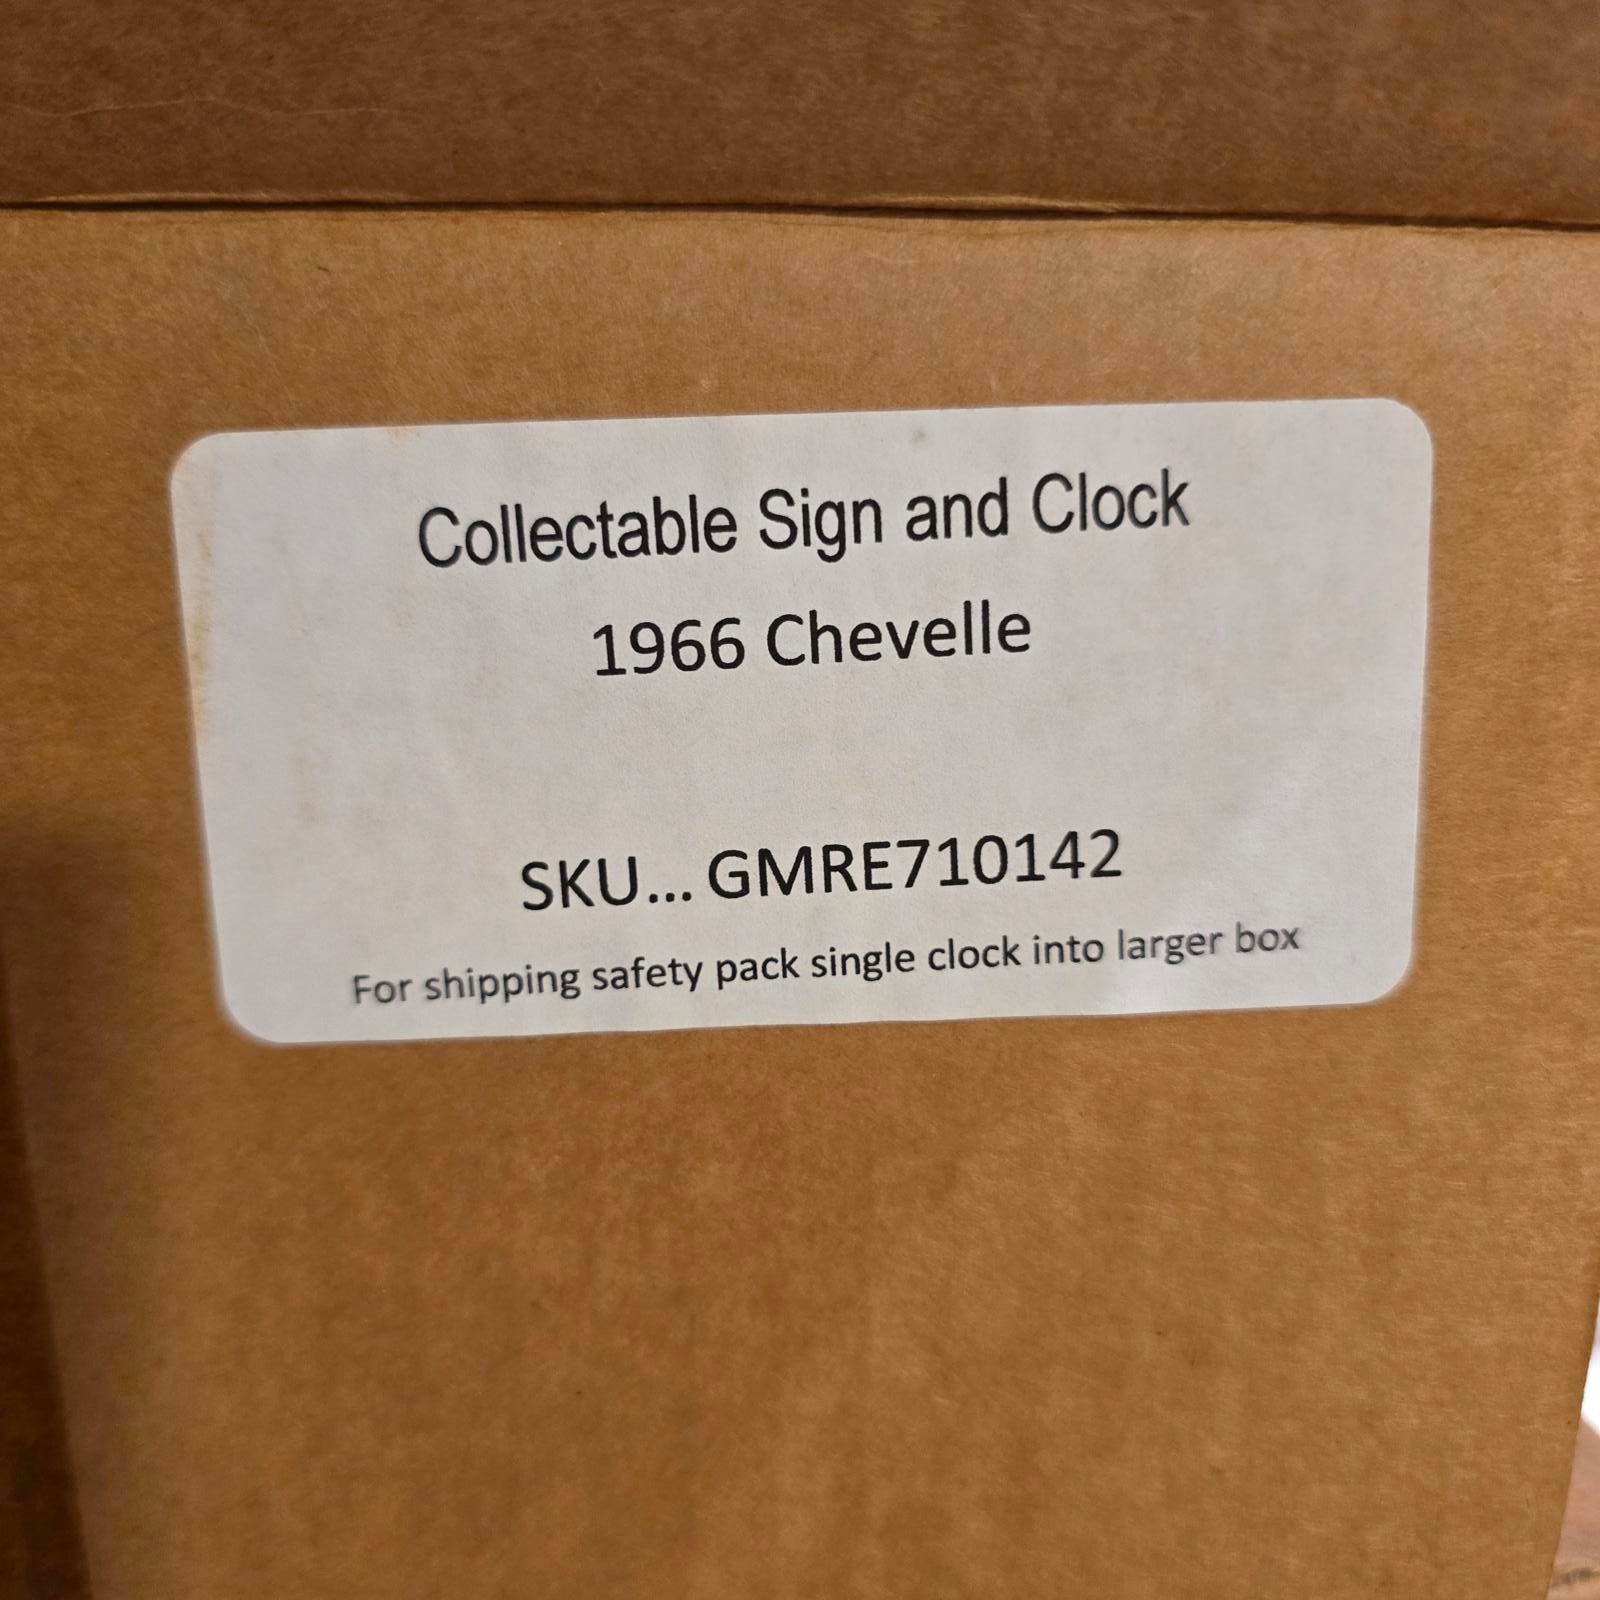 Collectable Sign and Clock
1966 Chevelle
SKU... GMRE710142
For shipping safety pack single clock into larger box